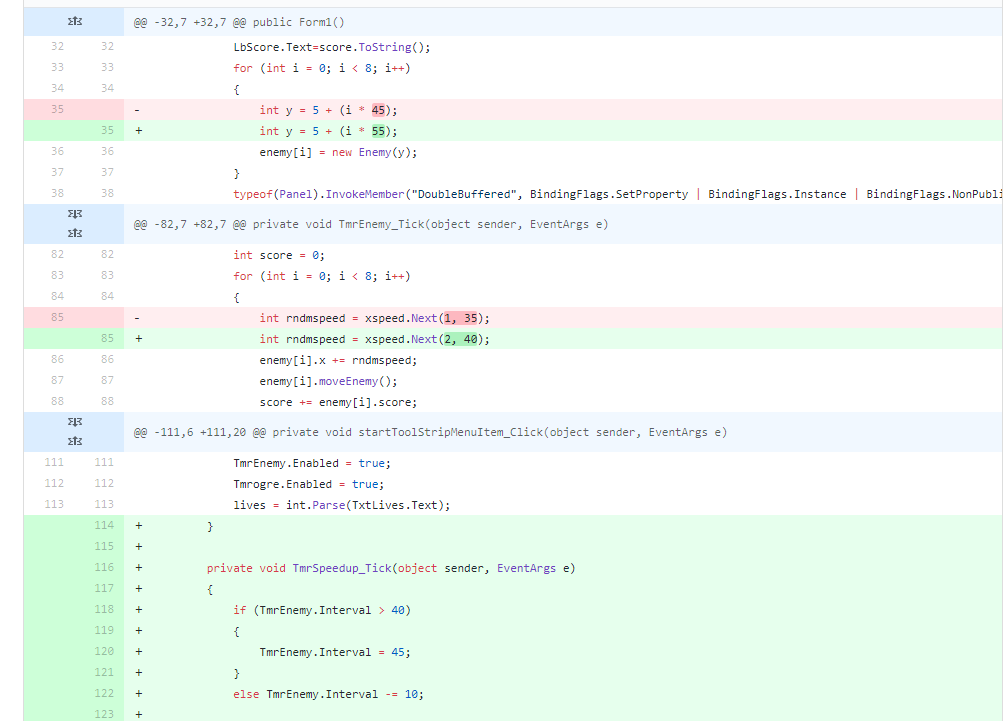 @@ -32,7 +32,7 @@ public Form1()
32 32 LbScore.Text=score.ToString();
33 33 for (int i = 0; i < 8; i++)
34 34 {
35 - int y = 5 + (i * 45);
35 + int y = 5 + (i * 55);
36 36 enemy[i] = new Enemy(y);
37 37 }
38 38 typeof(Panel).InvokeMember("DoubleBuffered", BindingFlags.SetProperty | BindingFlags.Instance | BindingFlags.NonPubli
@@ -82,7 +82,7 @@ private void TmrEnemy_Tick(object sender, EventArgs e)
82 82 int score = 0;
83 83 for (int i = 0; i < 8; i++)
84 84 {
85 - int rndmspeed = xspeed.Next(1, 35);
85 + int rndmspeed = xspeed.Next(2, 40);
86 86 enemy[i].x += rndmspeed;
87 87 enemy[i].moveEnemy();
88 88 score += enemy[i].score;
@@ -111,6 +111,20 @@ private void startToolStripMenuItem_Click(object sender, EventArgs e)
111 111 TmrEnemy.Enabled = true;
112 112 Tmrogre.Enabled = true;
113 113 lives = int.Parse(TxtLives.Text);
114 + }
115 +
116 + private void TmrSpeedup_Tick(object sender, EventArgs e)
117 + {
118 + if (TmrEnemy.Interval > 40)
119 + {
120 + TmrEnemy.Interval = 45;
121 + }
122 + else TmrEnemy.Interval -= 10;
123 +